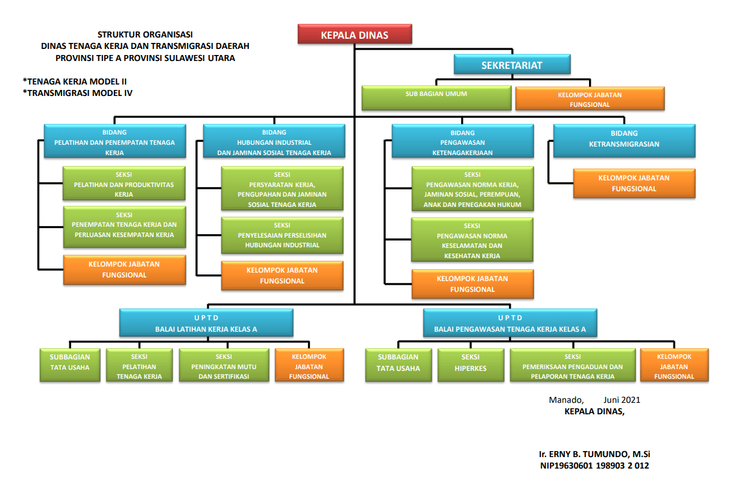 STRUKTUR ORGANISASI
DINAS TENAGA KERJA DAN TRANSMIGRASI DAERAH
PROVINSI TIPE A PROVINSI SULAWESI UTARA
*TENAGA KERJA MODEL II
*TRANSMIGRASI MODEL IV
KEPALA DINAS
SEKRETARIAT
SUB BAGIAN UMUM
KELOMPOK JABATAN
FUNGSIONAL
BIDANG
PELATIHAN DAN PENEMPATAN TENAGA
KERJA
SEKSI
PELATIHAN DAN PRODUKTIVITAS
KERJA
SEKSI
PENEMPATAN TENAGA KERJA DAN
PERLUASAN KESEMPATAN KERJA
KELOMPOK JABATAN
FUNGSIONAL
BIDANG
HUBUNGAN INDUSTRIAL
DAN JAMINAN SOSIAL TENAGA KERJA
SEKSI
PERSYARATAN KERJA,
PENGUPAHAN DAN JAMINAN
SOSIAL TENAGA KERJA
SEKSI
PENYELESAIAN PERSELISIHAN
HUBUNGAN INDUSTRIAL
KELOMPOK JABATAN
FUNGSIONAL
BIDANG
PENGAWASAN
KETENAGAKERJAAN
SEKSI
PENGAWASAN NORMA KERJA,
JAMINAN SOSIAL, PEREMPUAN,
ANAK DAN PENEGAKAN HUKUM
SEKSI
PENGAWASAN NORMA
KESELAMATAN DAN
KESEHATAN KERJA
KELOMPOK JABATAN
FUNGSIONAL
BIDANG
KETRANSMIGRASIAN
KELOMPOK JABATAN
FUNGSIONAL
U P T D
BALAI LATIHAN KERJA KELAS A
SUBBAGIAN
TATA USAHA
SEKSI
PELATIHAN
TENAGA KERJA
SEKSI
PENINGKATAN MUTU
DAN SERTIFIKASI
KELOMPOK
JABATAN
FUNGSIONAL
U P T D
BALAI PENGAWASAN TENAGA KERJA KELAS A
SUBBAGIAN
TATA USAHA
SEKSI
HIPERKES
SEKSI
PEMERIKSAAN PENGADUAN DAN
PELAPORAN TENAGA KERJA
KELOMPOK
JABATAN
FUNGSIONAL
Manado, Juni 2021
KEPALA DINAS,
Ir. ERNY B. TUMUNDO, M.Si
NIP19630601 198903 2 012